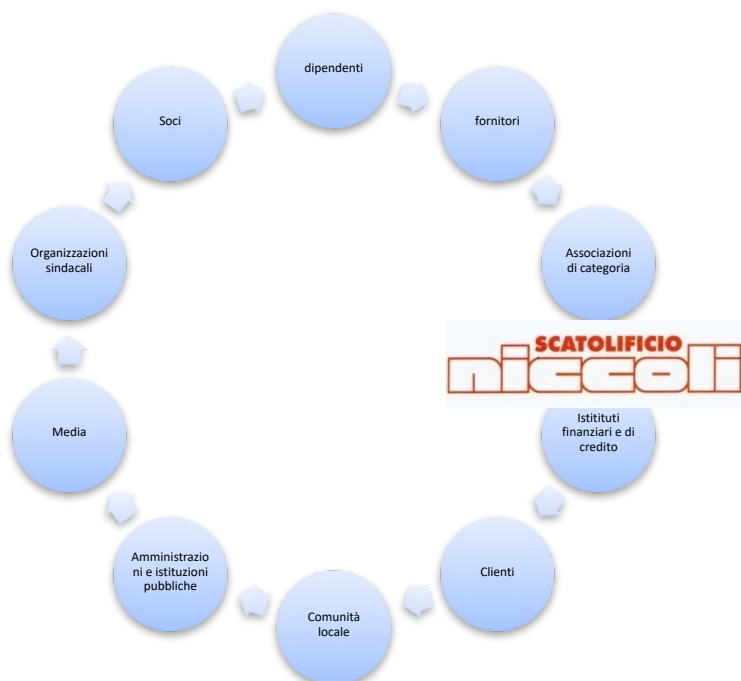 dipendenti
fornitori
Associazioni
di categoria
SCATOLIFICIO
niccoli
Istitituti
finanziari e di
credito
Clienti
Comunità
locale
Amministrazio
ni e istituzioni
pubbliche
Media
Organizzazioni
sindacali
Soci